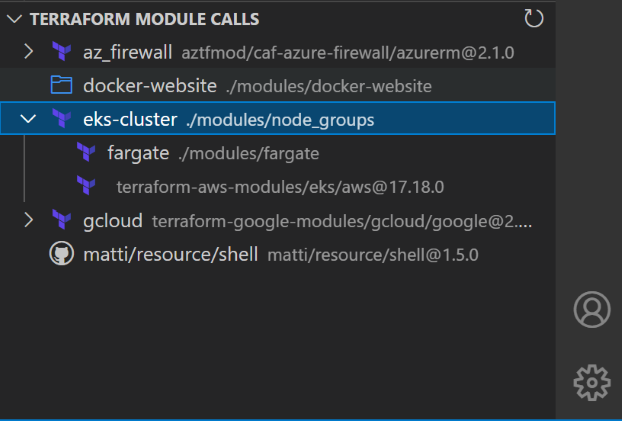 TERRAFORM MODULE CALLS
az_firewall aztfmod/caf-azure-firewall/azurerm@2.1.0
docker-website ./modules/docker-website
eks-cluster ./modules/node_groups
fargate ./modules/fargate
terraform-aws-modules/eks/aws@17.18.0
gcloud terraform-google-modules/gcloud/google@2....
matti/resource/shell matti/resource/shell@1.5.0